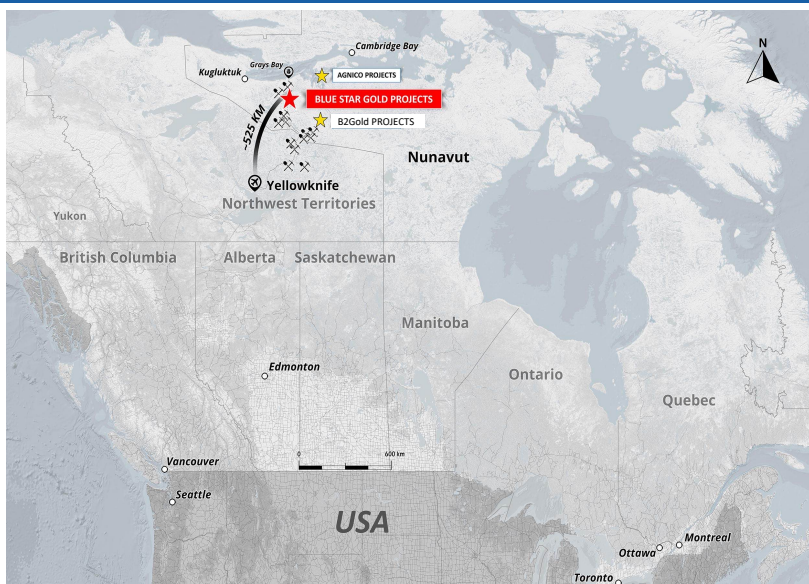 Cambridge Bay
N
Grays Bay
Kugluktuk
AGNICO PROJECTS
BLUE STAR GOLD PROJECTS
~525 KM
B2Gold PROJECTS
Nunavut
Yellowknife
Northwest Territories
Yukon
British Columbia
Alberta
Saskatchewan
Manitoba
Edmonton
Ontario
Quebec
0
600 km
Vancouver
Seattle
USA
Montreal
Ottawa
Toronto